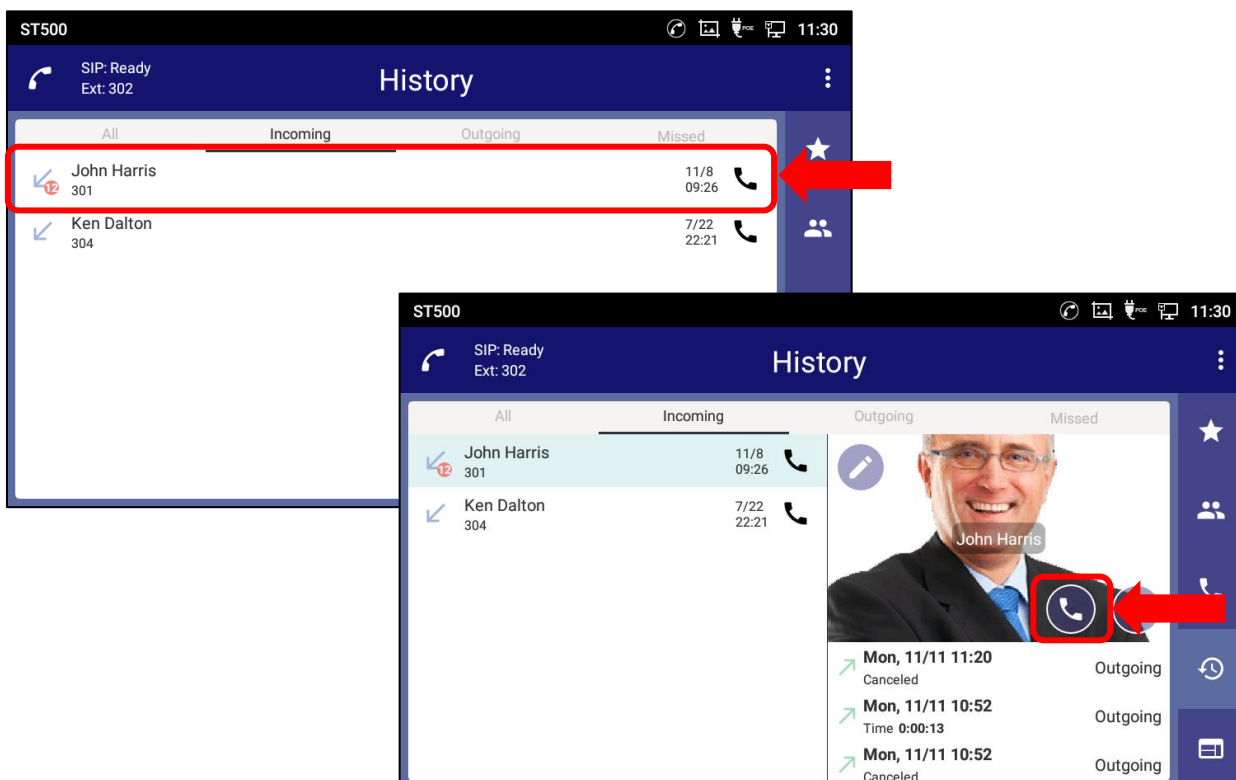 ST500
POE
11:30
SIP: Ready
Ext: 302
History
All Incoming Outgoing Missed
John Harris
12
301
11/8
09:26
Ken Dalton
304
7/22
22:21
ST500
POE
11:30
SIP: Ready
Ext: 302
History
All Incoming Outgoing Missed
John Harris
12
301
11/8
09:26
Ken Dalton
304
7/22
22:21
John Harris
Mon, 11/11 11:20
Canceled
Outgoing
Mon, 11/11 10:52
Time 0:00:13
Outgoing
Mon, 11/11 10:52
Canceled
Outgoing